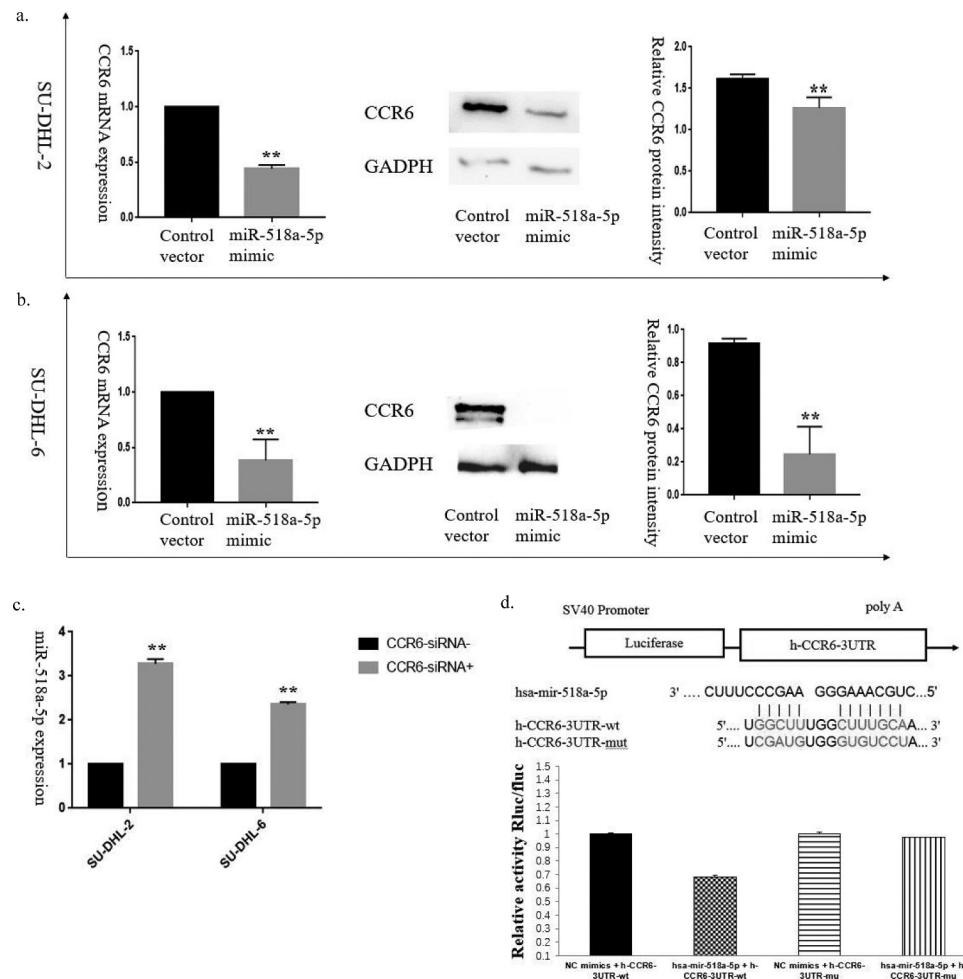 a.
SU-DHL-2
CCR6 mRNA expression
1.5
1.0
0.5
0.0
**
Control vector
miR-518a-5p mimic
CCR6
GADPH
Control vector
miR-518a-5p mimic
Relative CCR6 protein intensity
2.0
1.5
1.0
0.5
0.0
**
Control vector
miR-518a-5p mimic
b.
SU-DHL-6
CCR6 mRNA expression
1.5
1.0
0.5
0.0
**
Control vector
miR-518a-5p mimic
CCR6
GADPH
Control vector
miR-518a-5p mimic
Relative CCR6 protein intensity
1.0
0.8
0.6
0.4
0.2
0.0
**
Control vector
miR-518a-5p mimic
c.
miR-518a-5p expression
4
3
2
1
0
**
**
SU-DHL-2
SU-DHL-6
CCR6-siRNA-
CCR6-siRNA+
d.
SV40 Promoter
poly A
Luciferase
h-CCR6-3UTR
hsa-mir-518a-5p 3' .... CUUUCCCGAA GGGAAACGUC...5'
h-CCR6-3UTR-wt 5'.... UGGCUUUGGCUUUGCAA... 3'
h-CCR6-3UTR-mut 5'.... UCGAUGUGGGUGUCCUA... 3'
Relative activity Rluc/fluc
1.5
1.4
1.3
1.2
1.1
1
0.9
0.8
0.7
0.6
0.5
0.4
0.3
0.2
0.1
NC mimics + h-CCR6-3UTR-wt
hsa-mir-518a-5p + h-CCR6-3UTR-wt
NC mimics + h-CCR6-3UTR-mu
hsa-mir-518a-5p + h CCR6-3UTR-mu